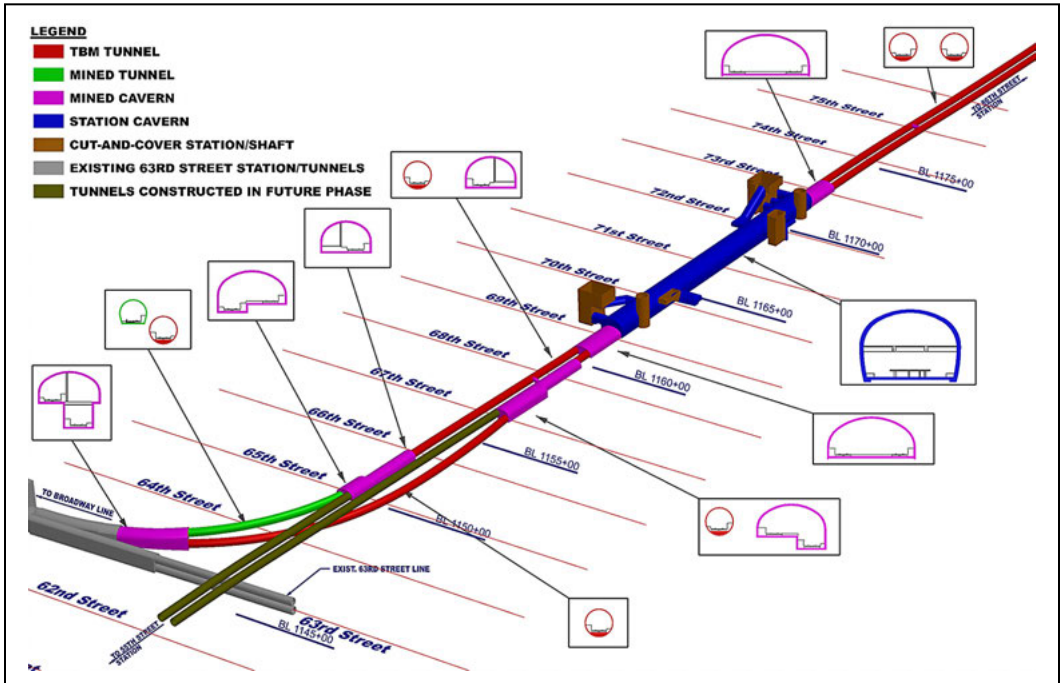 LEGEND
TBM TUNNEL
MINED TUNNEL
MINED CAVERN
STATION CAVERN
CUT-AND-COVER STATION/SHAFT
EXISTING 63RD STREET STATION/TUNNELS
TUNNELS CONSTRUCTED IN FUTURE PHASE
TO 86TH STREET
STATION
75th Street
74th Street
BL 1175+00
73rd Street
72nd Street
BL 1170+00
71st Street
70th Street
BL 1165+00
69th Street
68th Street
BL 1160+00
67th Street
66th Street
BL 1155+00
65th Street
64th Street
BL 1150+00
TO BROADWAY LINE
EXIST. 63RD STREET LINE
63rd Street
62nd Street
BL 1145+00
TO 55TH STREET
STATION